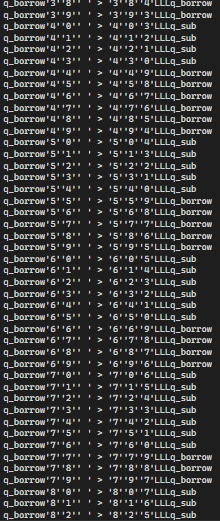 q_borrow'3''8'' ' > '3''8''4'LLLq_borrow
q_borrow'3''9'' ' > '3''9''3'LLLq_borrow
q_borrow'4''0'' ' > '4''0''3'LLLq_sub
q_borrow'4''1'' ' > '4''1''2'LLLq_sub
q_borrow'4''2'' ' > '4''2''1'LLLq_sub
q_borrow'4''3'' ' > '4''3''0'LLLq_sub
q_borrow'4''4'' ' > '4''4''9'LLLq_borrow
q_borrow'4''5'' ' > '4''5''8'LLLq_borrow
q_borrow'4''6'' ' > '4''6''7'LLLq_borrow
q_borrow'4''7'' ' > '4''7''6'LLLq_borrow
q_borrow'4''8'' ' > '4''8''5'LLLq_borrow
q_borrow'4''9'' ' > '4''9''4'LLLq_borrow
q_borrow'5''0'' ' > '5''0''4'LLLq_sub
q_borrow'5''1'' ' > '5''1''3'LLLq_sub
q_borrow'5''2'' ' > '5''2''2'LLLq_sub
q_borrow'5''3'' ' > '5''3''1'LLLq_sub
q_borrow'5''4'' ' > '5''4''0'LLLq_sub
q_borrow'5''5'' ' > '5''5''9'LLLq_borrow
q_borrow'5''6'' ' > '5''6''8'LLLq_borrow
q_borrow'5''7'' ' > '5''7''7'LLLq_borrow
q_borrow'5''8'' ' > '5''8''6'LLLq_borrow
q_borrow'5''9'' ' > '5''9''5'LLLq_borrow
q_borrow'6''0'' ' > '6''0''5'LLLq_sub
q_borrow'6''1'' ' > '6''1''4'LLLq_sub
q_borrow'6''2'' ' > '6''2''3'LLLq_sub
q_borrow'6''3'' ' > '6''3''2'LLLq_sub
q_borrow'6''4'' ' > '6''4''1'LLLq_sub
q_borrow'6''5'' ' > '6''5''0'LLLq_sub
q_borrow'6''6'' ' > '6''6''9'LLLq_borrow
q_borrow'6''7'' ' > '6''7''8'LLLq_borrow
q_borrow'6''8'' ' > '6''8''7'LLLq_borrow
q_borrow'6''9'' ' > '6''9''6'LLLq_borrow
q_borrow'7''0'' ' > '7''0''6'LLLq_sub
q_borrow'7''1'' ' > '7''1''5'LLLq_sub
q_borrow'7''2'' ' > '7''2''4'LLLq_sub
q_borrow'7''3'' ' > '7''3''3'LLLq_sub
q_borrow'7''4'' ' > '7''4''2'LLLq_sub
q_borrow'7''5'' ' > '7''5''1'LLLq_sub
q_borrow'7''6'' ' > '7''6''0'LLLq_sub
q_borrow'7''7'' ' > '7''7''9'LLLq_borrow
q_borrow'7''8'' ' > '7''8''8'LLLq_borrow
q_borrow'7''9'' ' > '7''9''7'LLLq_borrow
q_borrow'8''0'' ' > '8''0''7'LLLq_sub
q_borrow'8''1'' ' > '8''1''6'LLLq_sub
q_borrow'8''2'' ' > '8''2''5'LLLq_sub